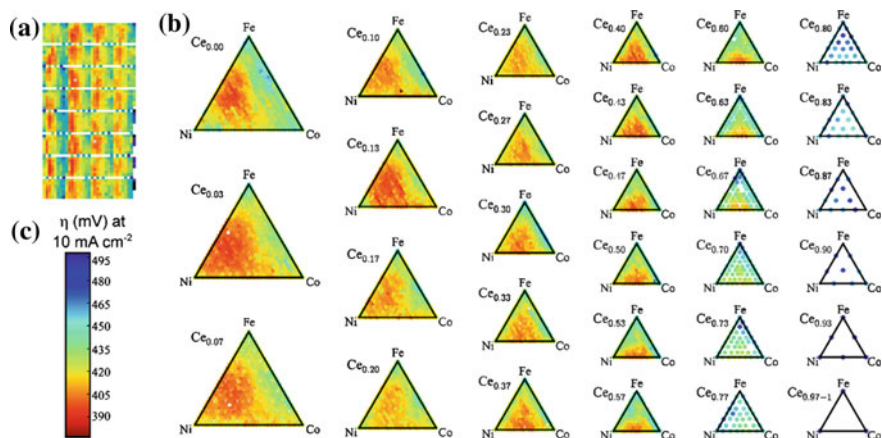 (a)
(b)
(c)
η (mV) at
10 mA cm⁻²
495
480
465
450
435
420
405
390
Fe
Ce0.00
Ni
Co
Fe
Ce0.03
Ni
Co
Fe
Ce0.07
Ni
Co
Fe
Ce0.10
Ni
Co
Fe
Ce0.13
Ni
Co
Fe
Ce0.17
Ni
Co
Fe
Ce0.20
Ni
Co
Fe
Ce0.23
Ni
Co
Fe
Ce0.27
Ni
Co
Fe
Ce0.30
Ni
Co
Fe
Ce0.33
Ni
Co
Fe
Ce0.37
Ni
Co
Fe
Ce0.40
Ni
Co
Fe
Ce0.43
Ni
Co
Fe
Ce0.47
Ni
Co
Fe
Ce0.50
Ni
Co
Fe
Ce0.53
Ni
Co
Fe
Ce0.57
Ni
Co
Fe
Ce0.60
Ni
Co
Fe
Ce0.63
Ni
Co
Fe
Ce0.67
Ni
Co
Fe
Ce0.70
Ni
Co
Fe
Ce0.73
Ni
Co
Fe
Ce0.77
Ni
Co
Fe
Ce0.80
Ni
Co
Fe
Ce0.83
Ni
Co
Fe
Ce0.87
Ni
Co
Fe
Ce0.90
Ni
Co
Fe
Ce0.93
Ni
Co
Fe
Ce0.97-1
Ni
Co